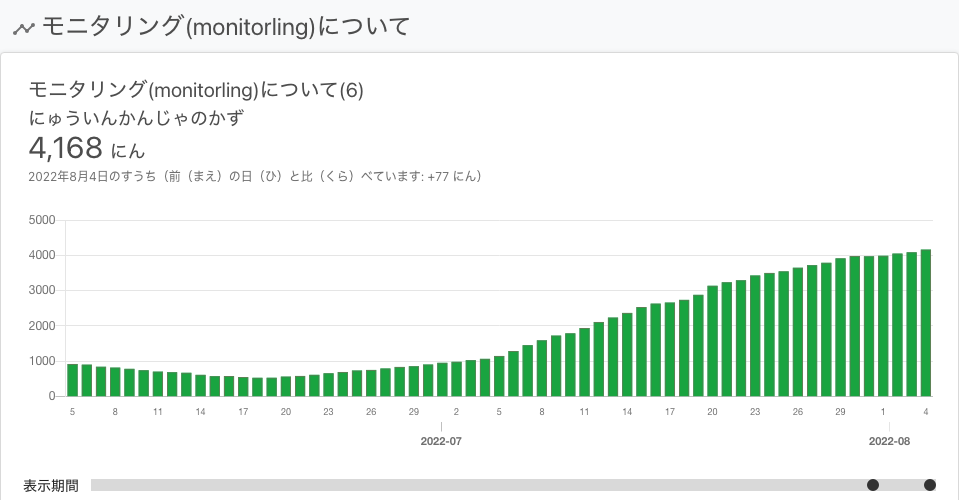 モニタリング(monitorling)について
モニタリング(monitorling)について(6)
にゅういんかんじゃのかず
4,168 にん
2022年8月4日のすうち（前（まえ）の日（ひ）と比（くら）べています: +77 にん）
5000
4000
3000
2000
1000
0
5 8 11 14 17 20 23 26 29 2 5 8 11 14 17 20 23 26 29 1 4
2022-07 2022-08
表示期間